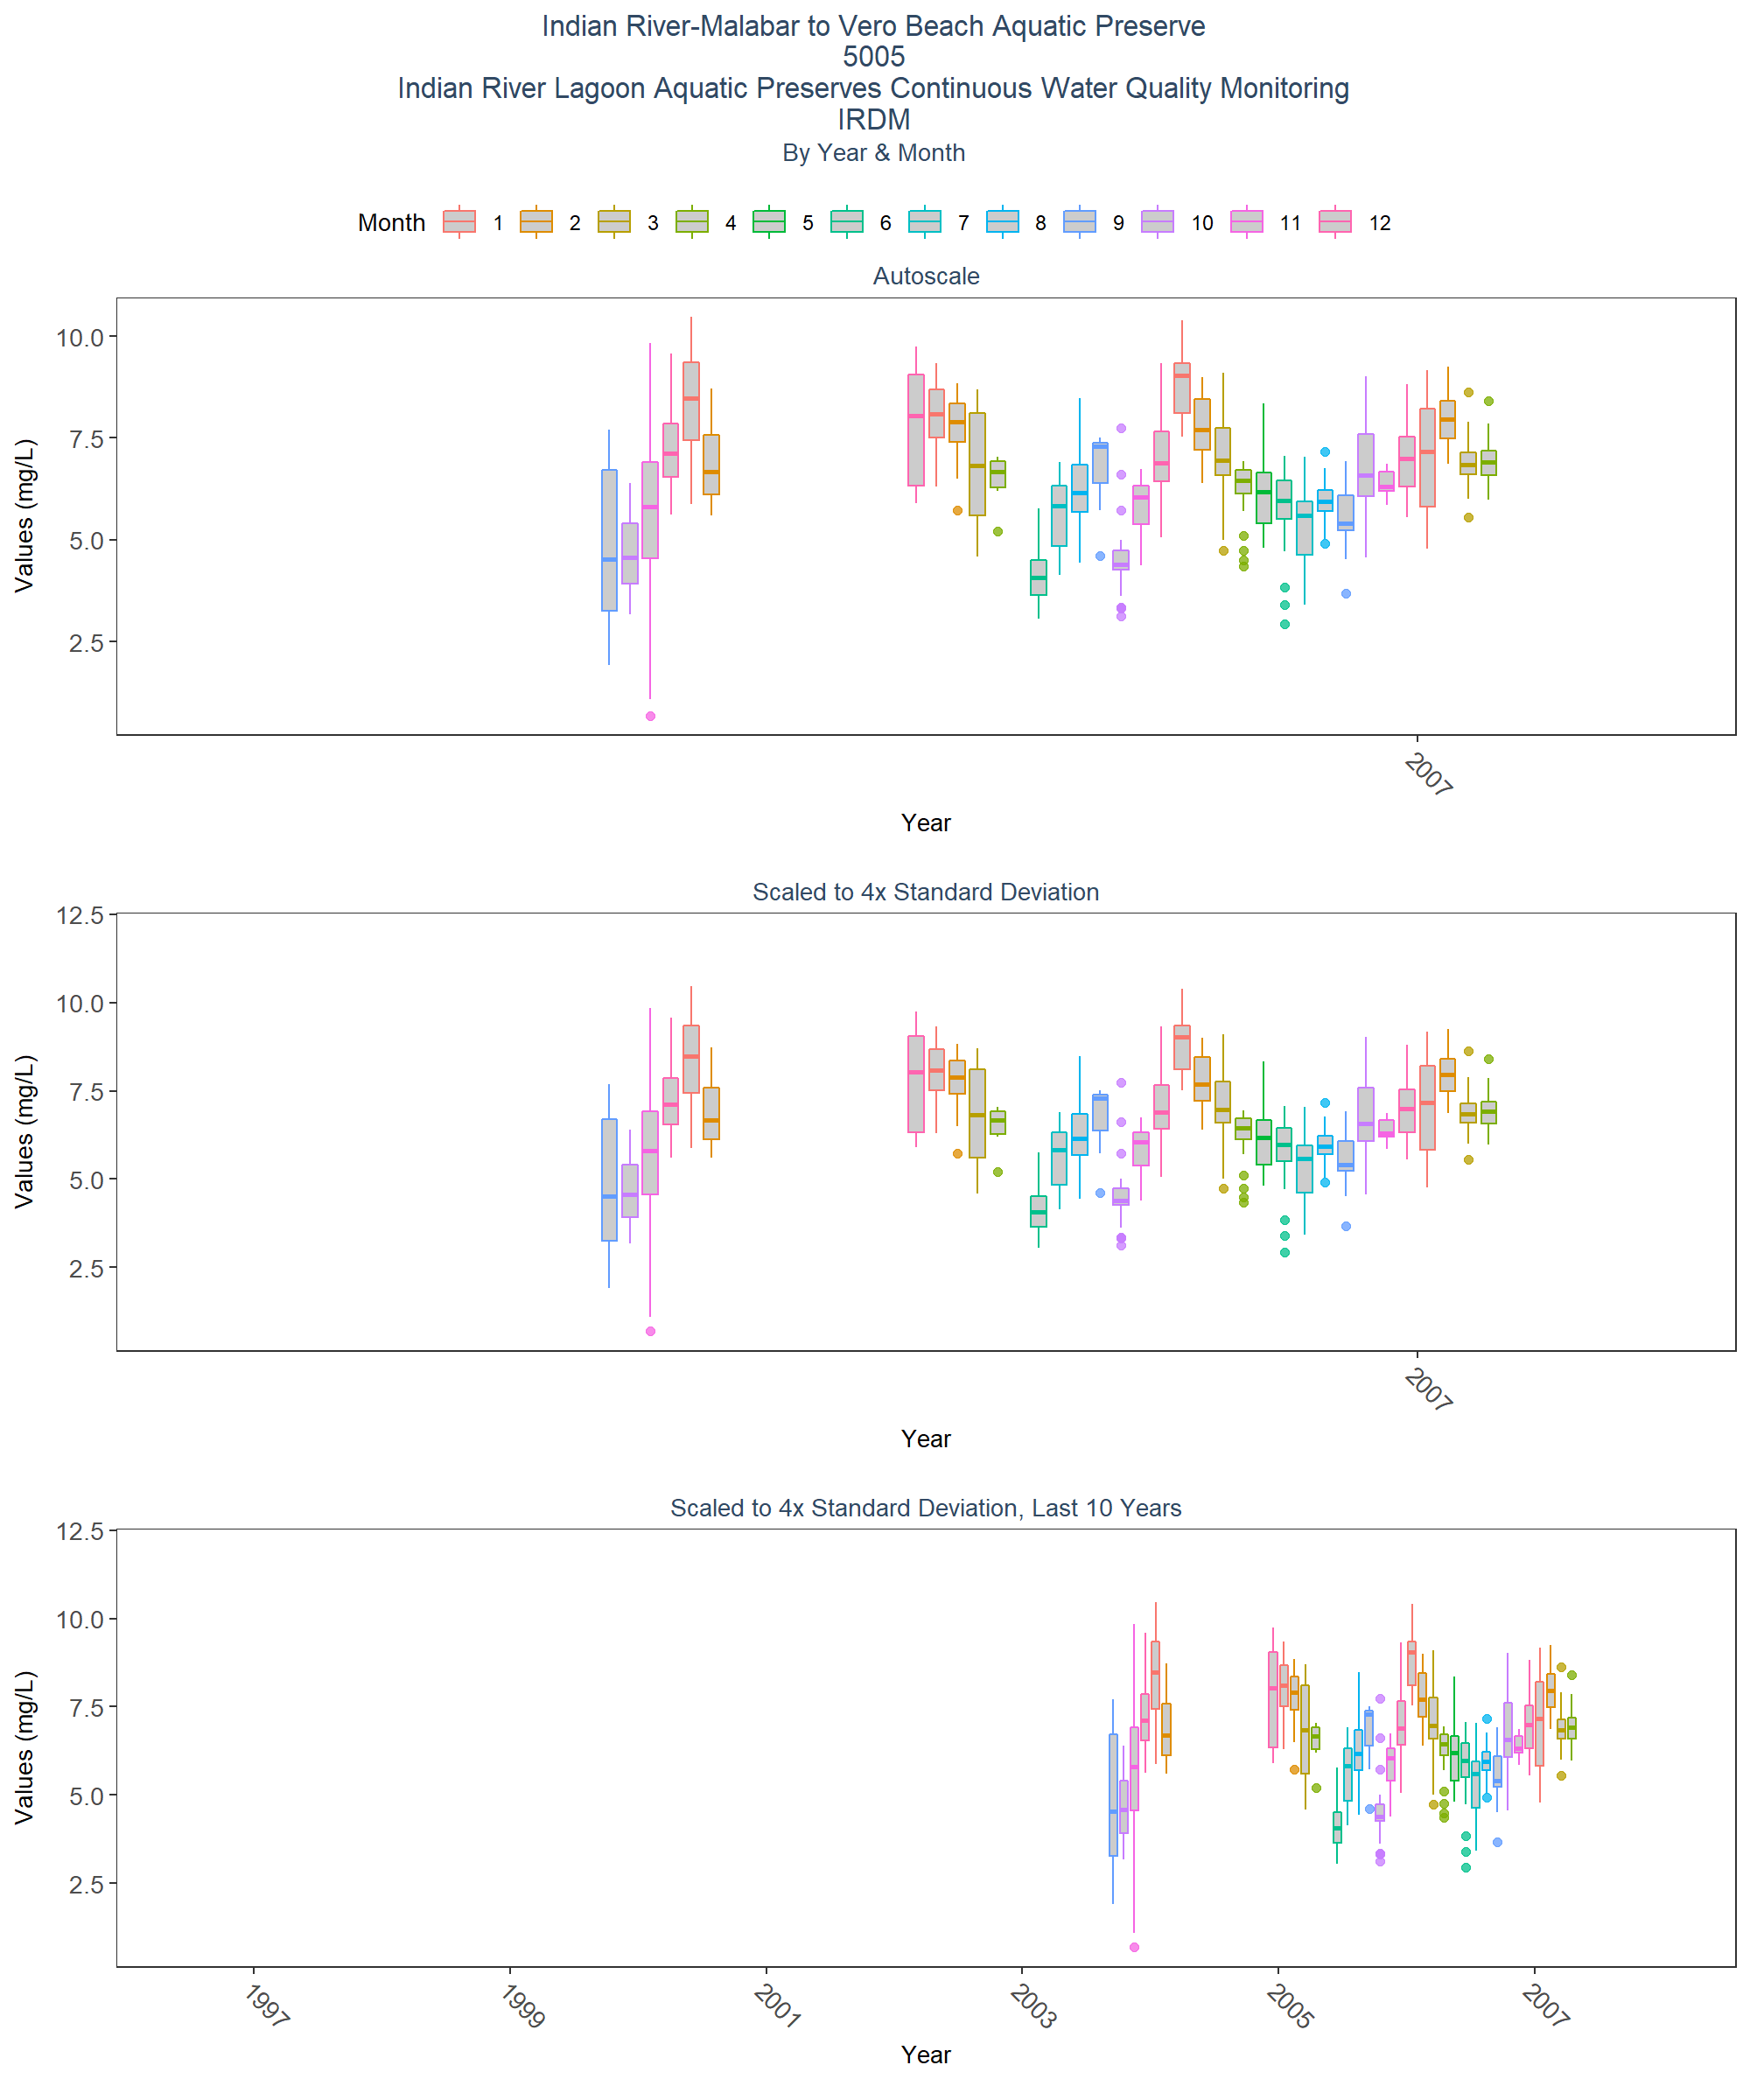 Indian River-Malabar to Vero Beach Aquatic Preserve
5005
Indian River Lagoon Aquatic Preserves Continuous Water Quality Monitoring
IRDM
By Year & Month
Month 1 2 3 4 5 6 7 8 9 10 11 12
Autoscale
Values (mg/L)
10.0
7.5
5.0
2.5
2007
Year
Scaled to 4x Standard Deviation
Values (mg/L)
12.5
10.0
7.5
5.0
2.5
2007
Year
Scaled to 4x Standard Deviation, Last 10 Years
Values (mg/L)
12.5
10.0
7.5
5.0
2.5
1997 1999 2001 2003 2005 2007
Year